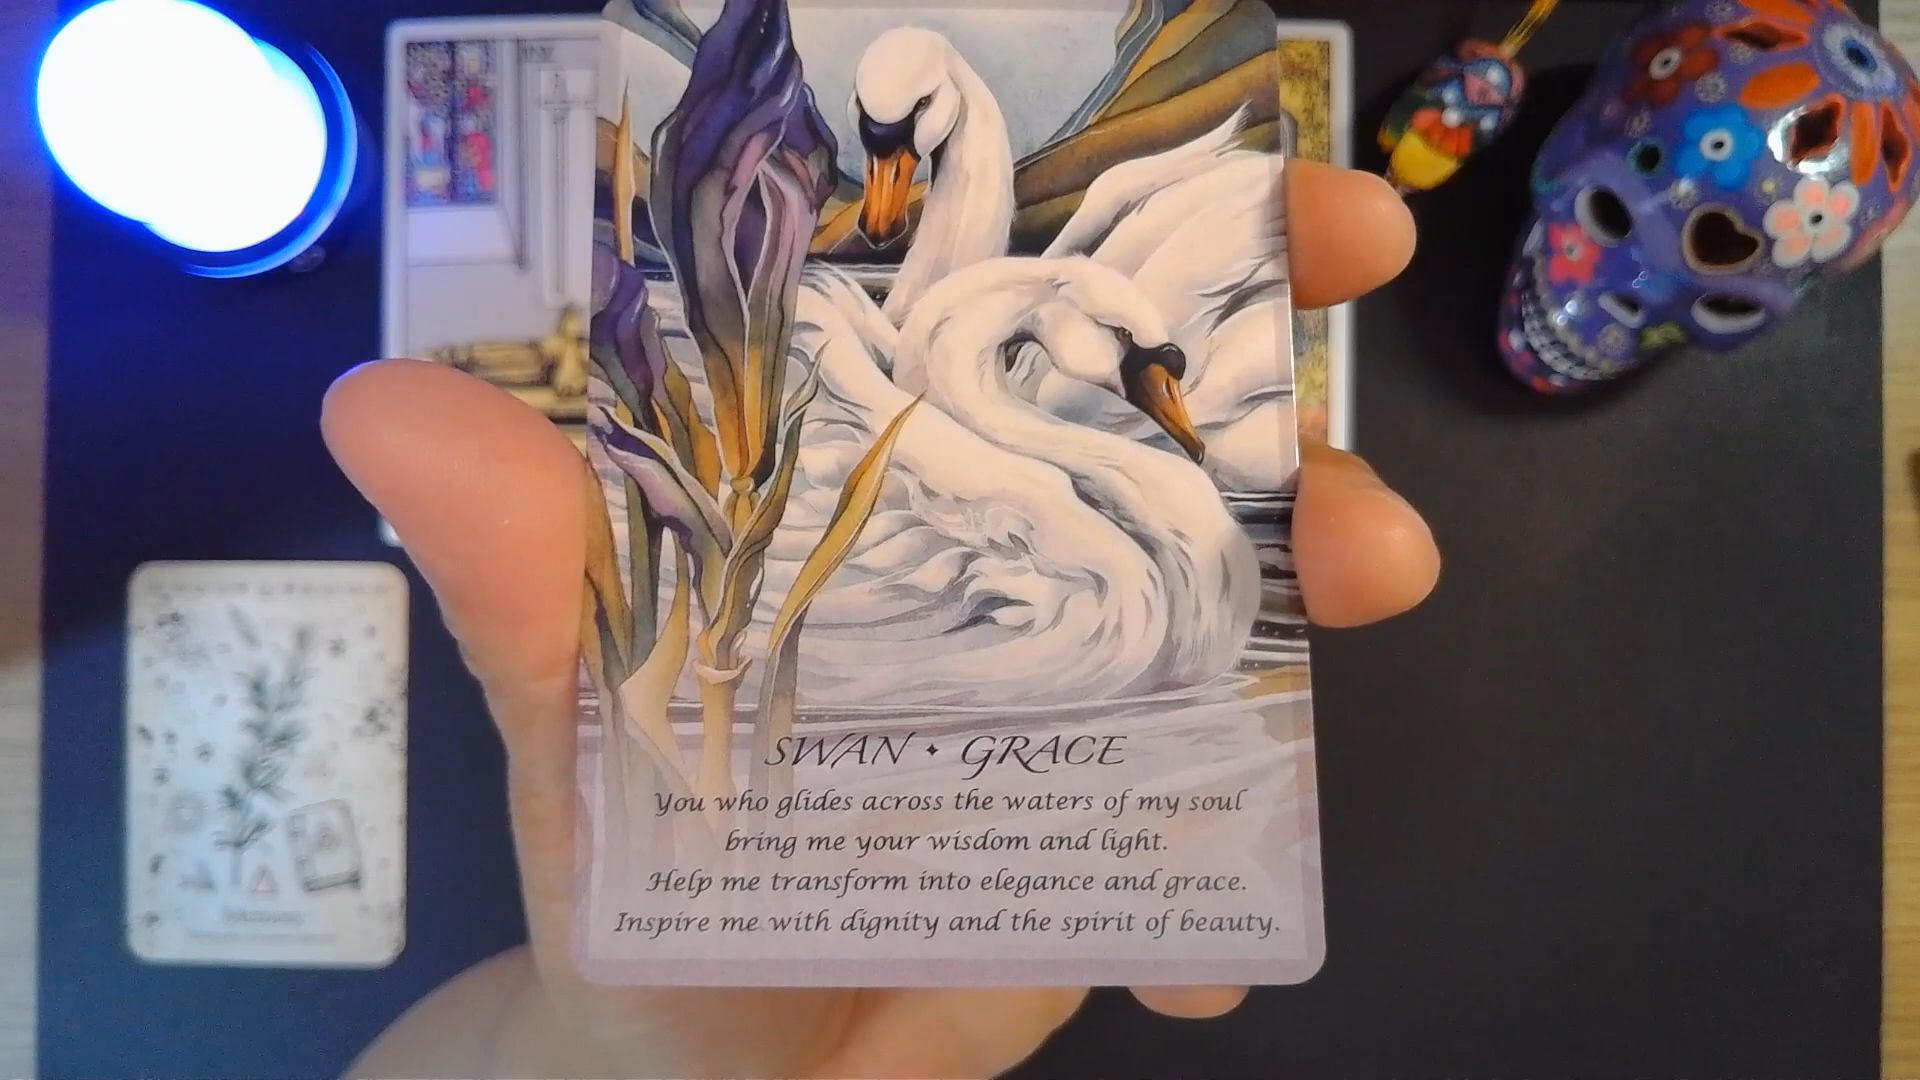 SWAN ✦ GRACE
You who glides across the waters of my soul
bring me your wisdom and light.
Help me transform into elegance and grace.
Inspire me with dignity and the spirit of beauty.